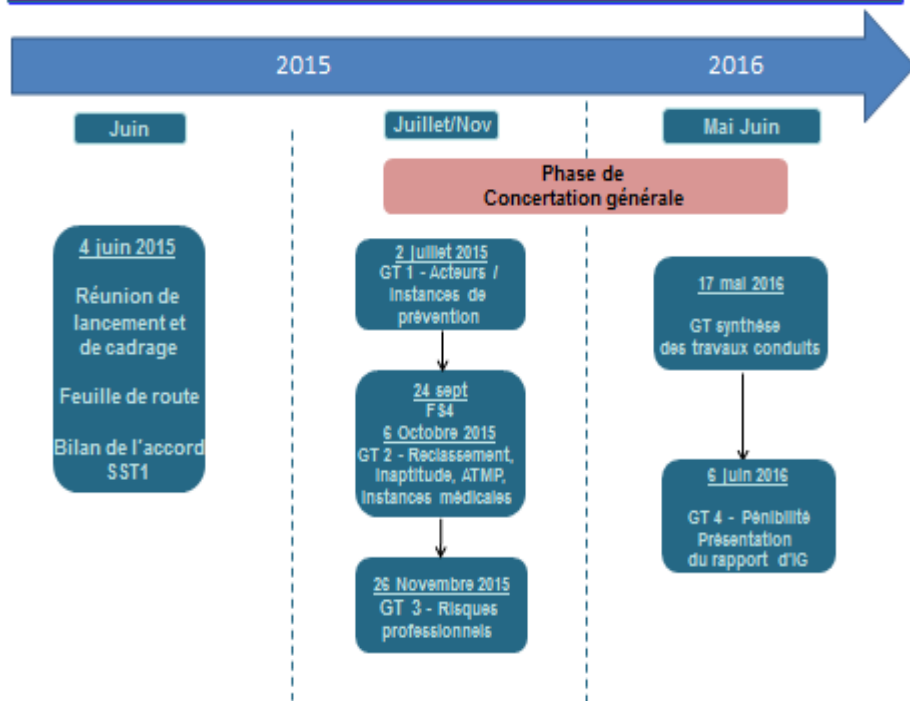 2015
2016
Juin
Juillet/Nov
Mai Juin
Phase de
Concertation générale
4 juin 2015
Réunion de
lancement et
de cadrage
Feuille de route
Bilan de l'accord
SST1
2 juillet 2015
GT 1 - Acteurs /
Instances de
prévention
24 sept
FS4
6 Octobre 2015
GT 2 - Reclassement,
Inaptitude, ATMP,
Instances médicales
26 Novembre 2015
GT 3 - Risques
professionnels
17 mai 2016
GT synthèse
des travaux conduits
6 juin 2016
GT 4 - Pénibilité
Présentation
du rapport d'IG